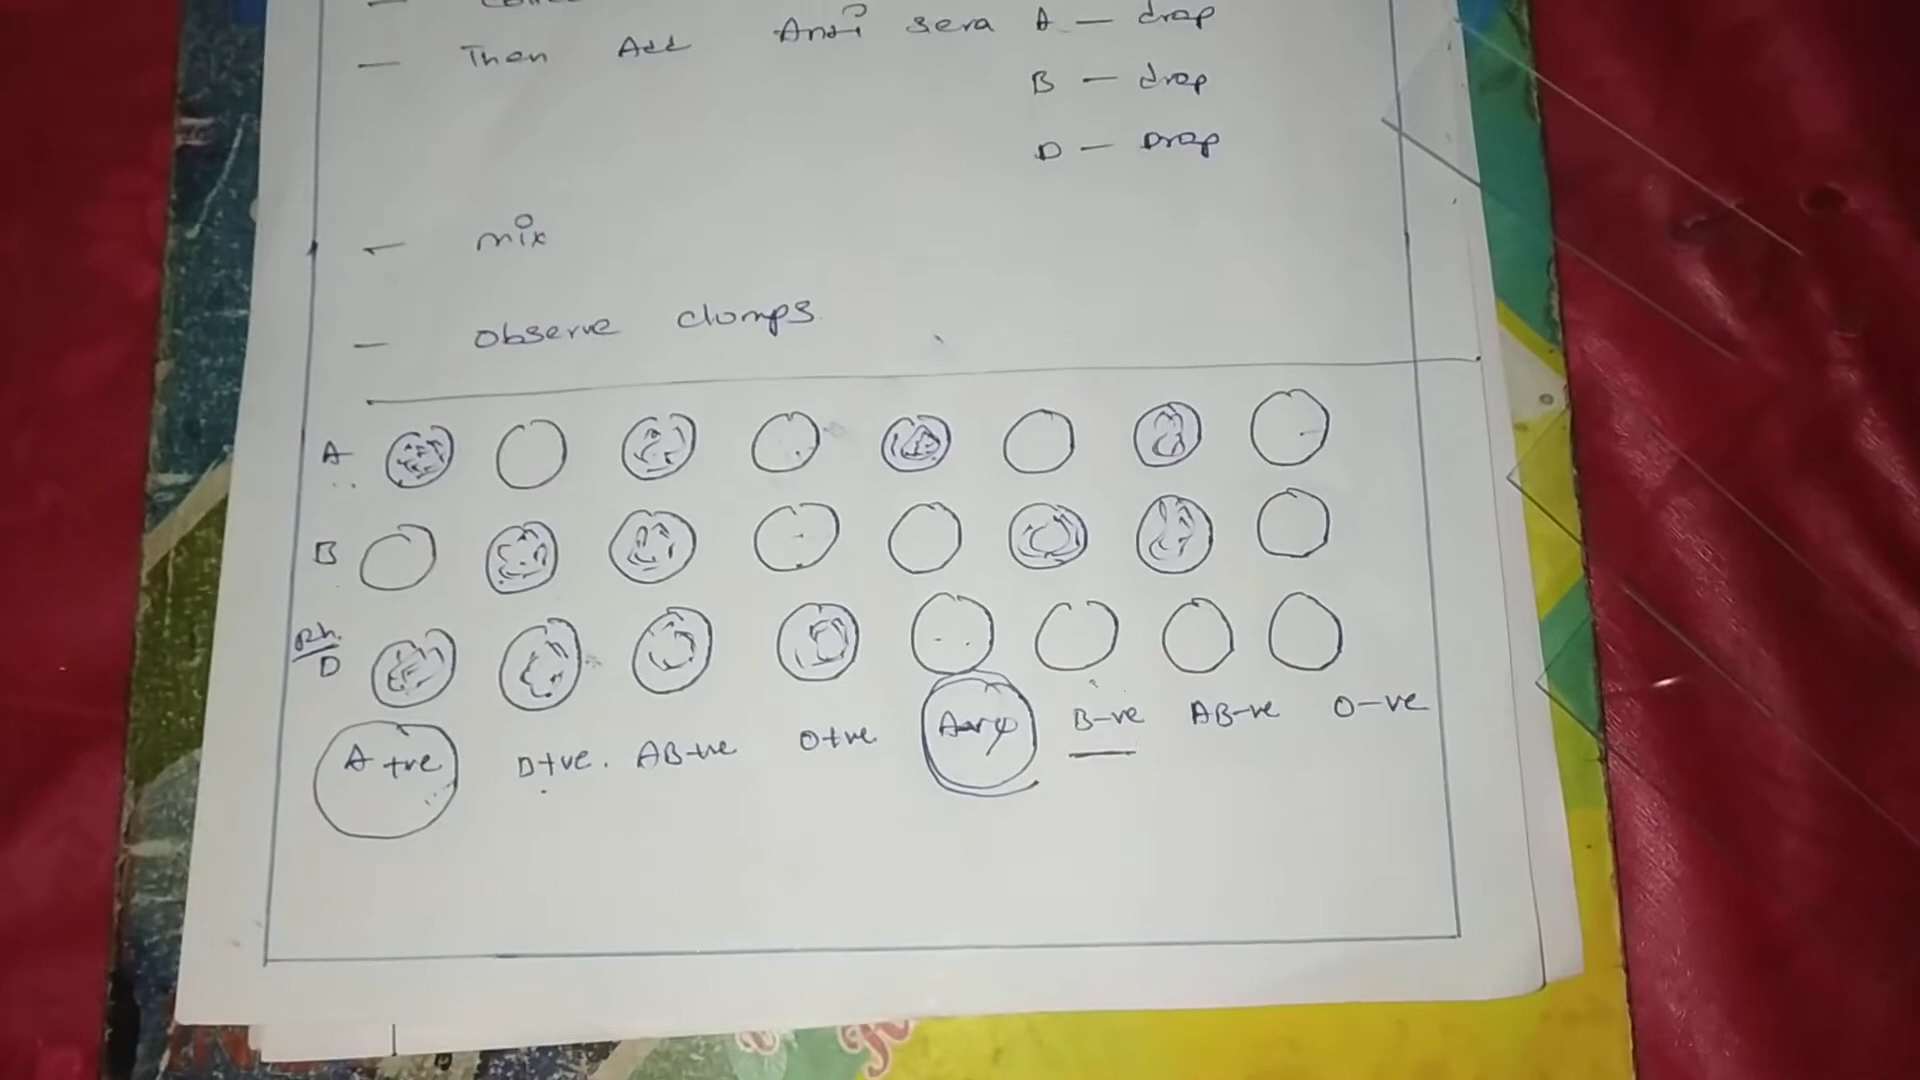 — Then Add Anti sera A — drop
B — drop
D — Drop
— mix
— observe clumps.
A
B
Rh.
D
A +ve B+ve. AB+ve O+ve B-ve AB-ve O-ve